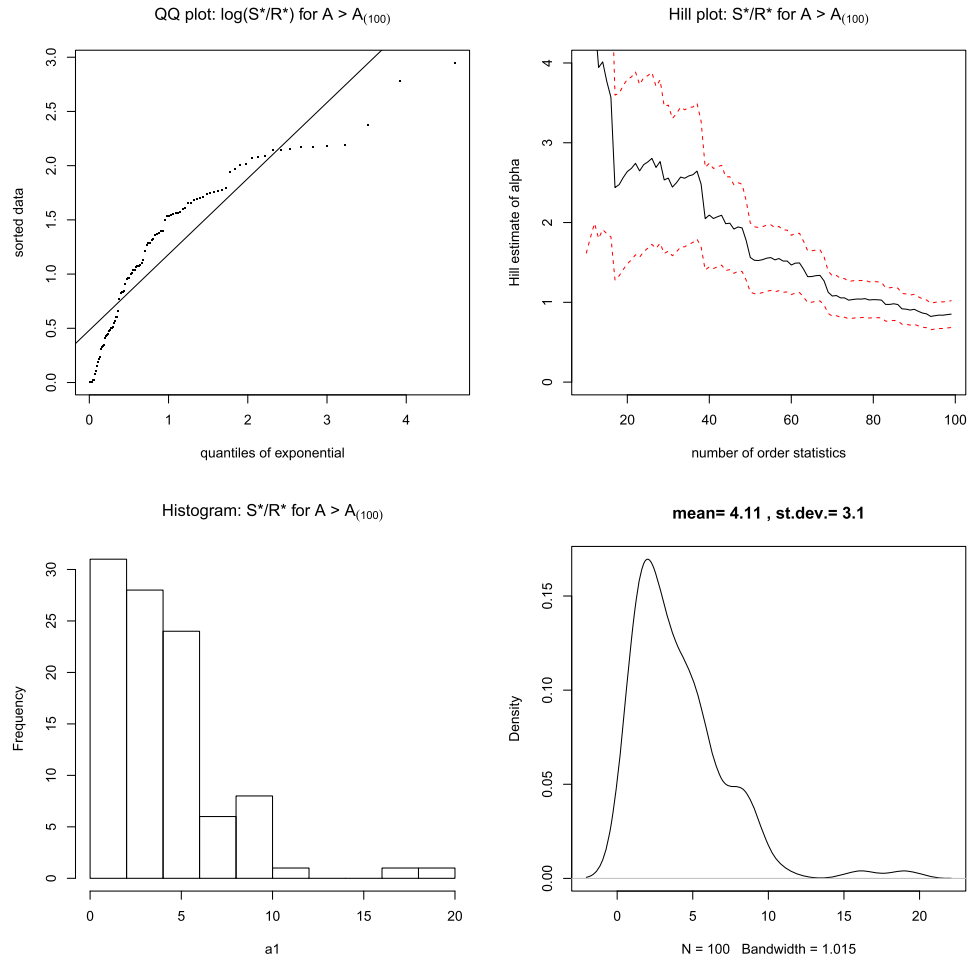 QQ plot: log(S*/R*) for A > A(100)
sorted data
3.0
2.5
2.0
1.5
1.0
0.5
0.0
0 1 2 3 4
quantiles of exponential
Hill plot: S*/R* for A > A(100)
Hill estimate of alpha
4
3
2
1
0
20 40 60 80 100
number of order statistics
Histogram: S*/R* for A > A(100)
Frequency
30
25
20
15
10
5
0
0 5 10 15 20
a1
mean= 4.11 , st.dev.= 3.1
Density
0.15
0.10
0.05
0.00
0 5 10 15 20
N = 100 Bandwidth = 1.015